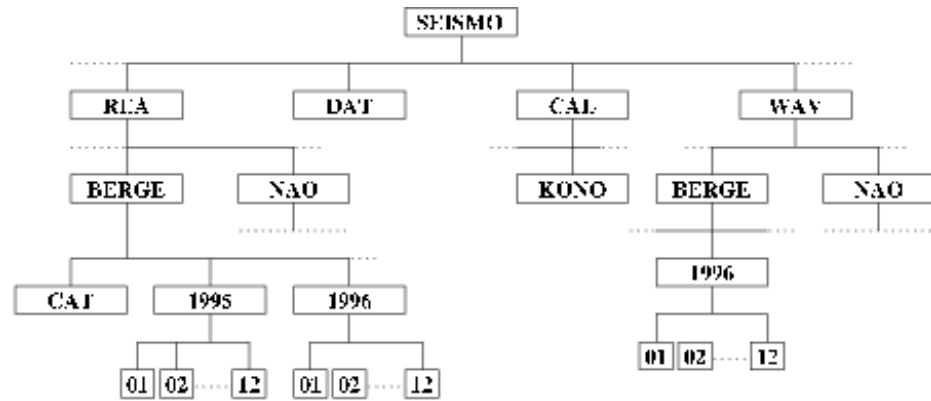 SEISMO
REA DAT CAL WAV
BERGE NAO KONO BERGE NAO
1996
CAT 1995 1996
01 02 12
01 02 12 01 02 12